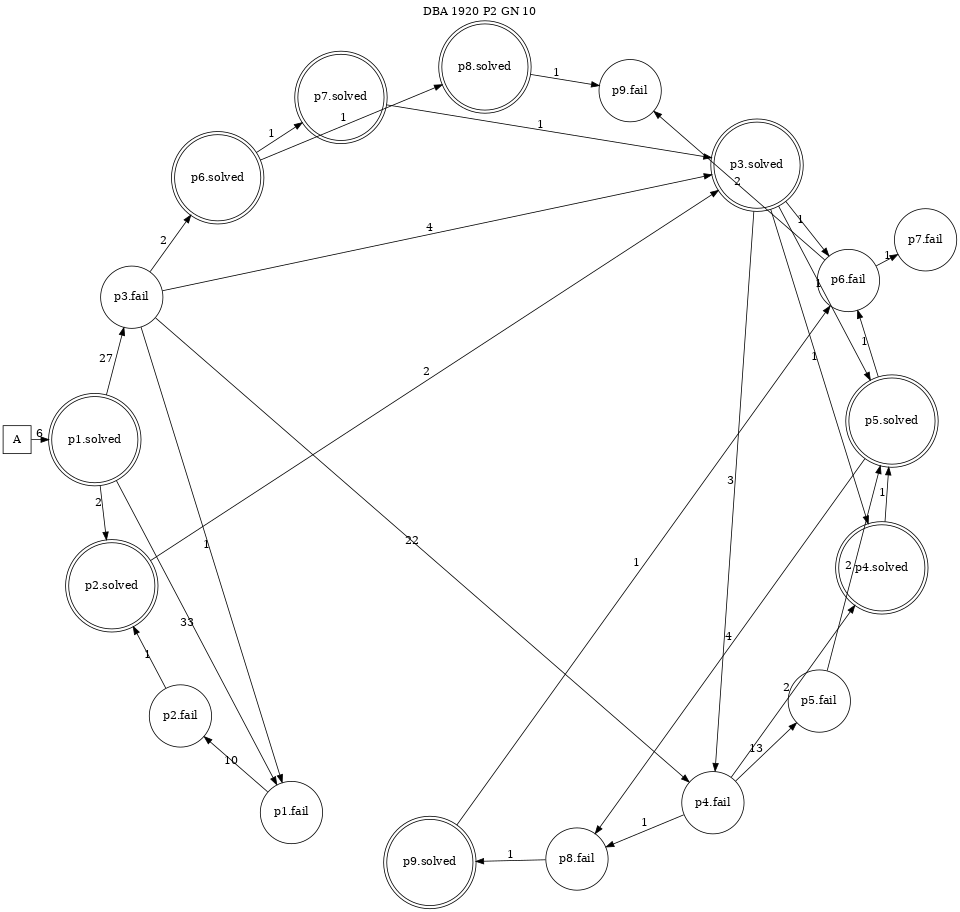 DBA 1920 P2 GN 10
p8.solved
p7.solved
1
p9.fail
1
1
1
p3.solved
p6.solved
2
1
p7.fail
2
4
1
p6.fail
p3.fail
1
1
27
1
2
p5.solved
A
6
p1.solved
3
1
2
22
1
1
2
p4.solved
p2.solved
33
4
1
2
p5.fail
p2.fail
13
10
p4.fail
p1.fail
1
1
p8.fail
p9.solved